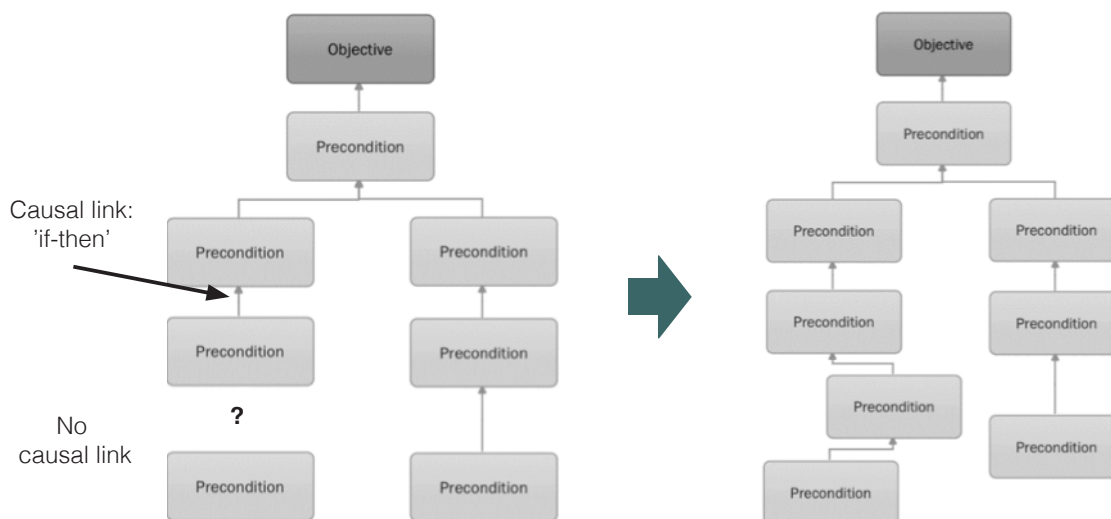 Objective
Precondition
Causal link:
’if-then’
Precondition
Precondition
Precondition
Precondition
?
No
causal link
Precondition
Precondition
Objective
Precondition
Precondition
Precondition
Precondition
Precondition
Precondition
Precondition
Precondition